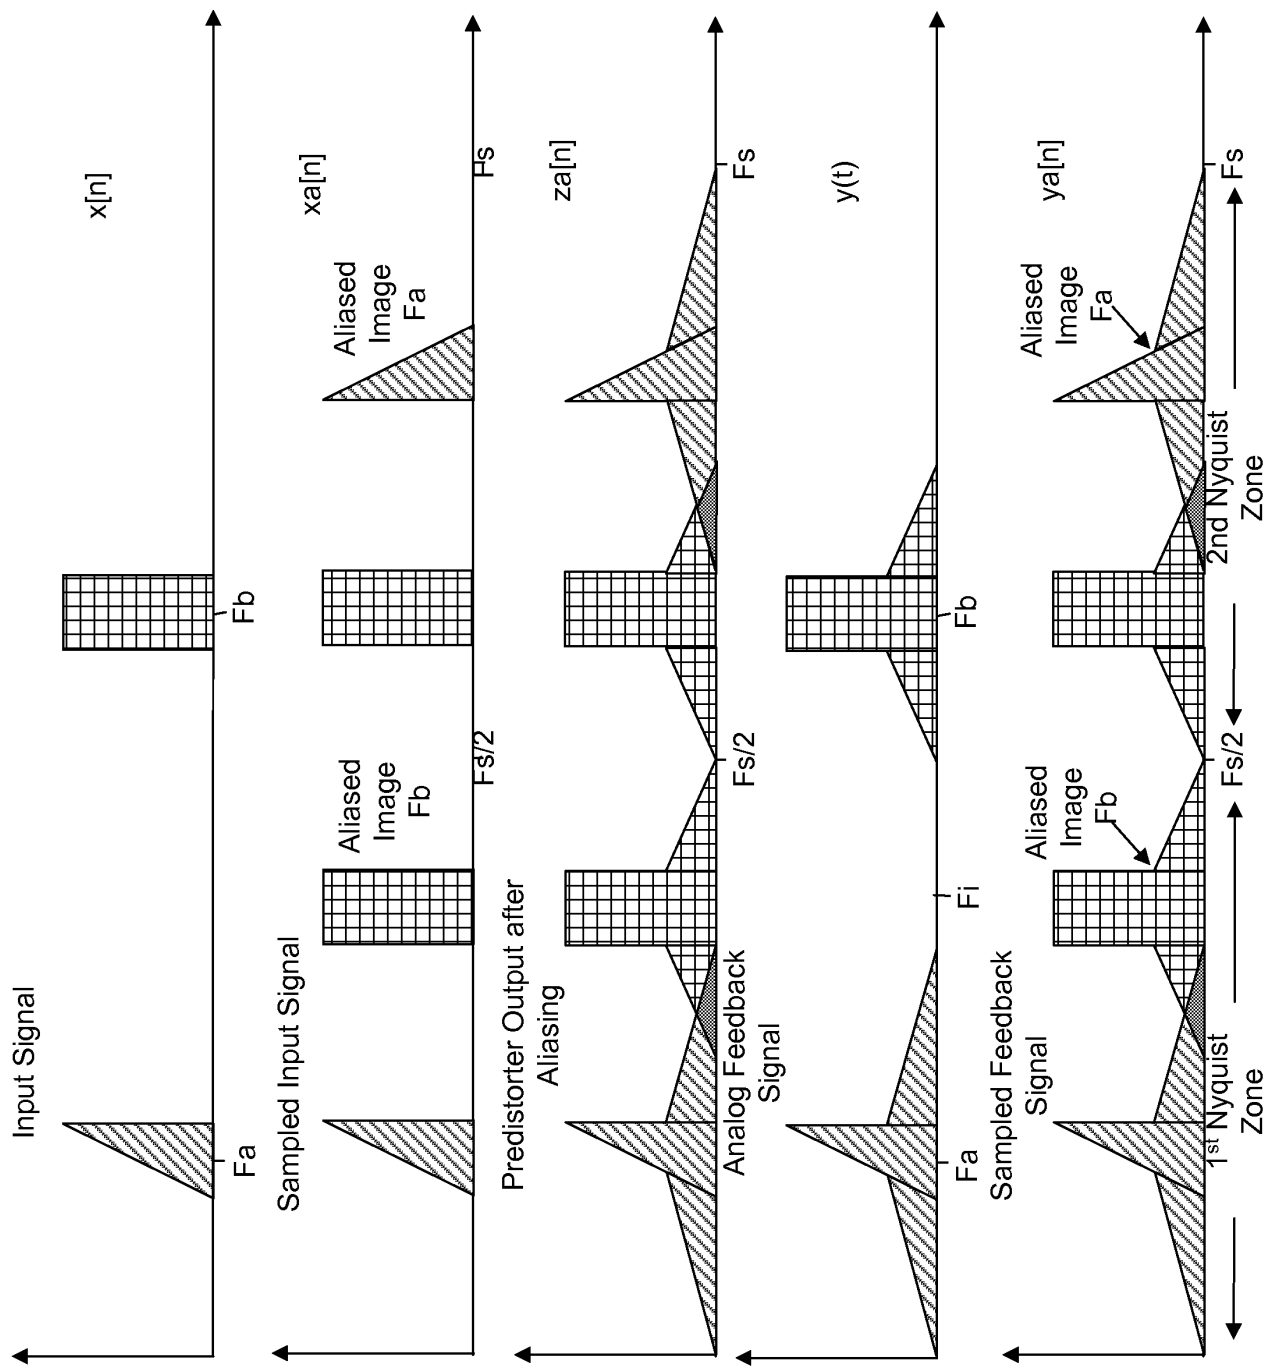 Input Signal
x[n]
Fa
Fb
Sampled Input Signal
Aliased
Image
Fb
Aliased
Image
Fa
xa[n]
Fs/2
Fs
Predistorter Output after
Aliasing
za[n]
Fs/2
Fs
Analog Feedback
Signal
y(t)
Fa
Fi
Fb
Sampled Feedback
Signal
Aliased
Image
Fb
Aliased
Image
Fa
ya[n]
Fs/2
Fs
1st Nyquist
Zone
2nd Nyquist
Zone